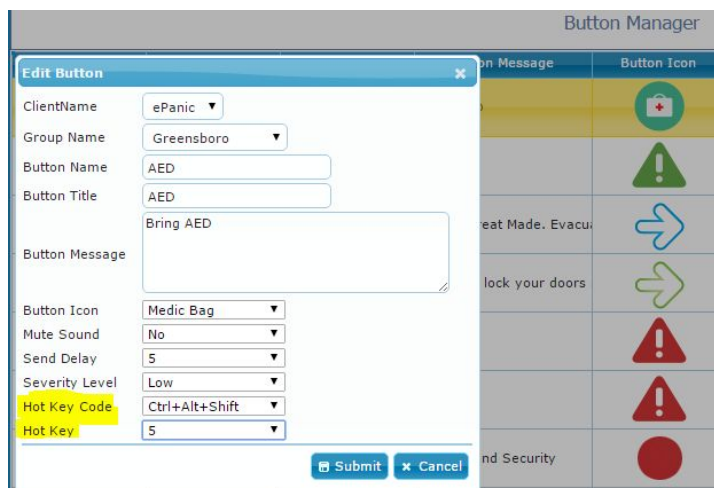 Button Manager
on Message Button Icon
Edit Button
ClientName ePanic
Group Name Greensboro
Button Name AED
Button Title AED
Button Message Bring AED
reat Made. Evacu
lock your doors
Button Icon Medic Bag
Mute Sound No
Send Delay 5
Severity Level Low
Hot Key Code Ctrl+Alt+Shift
Hot Key 5
nd Security
Submit Cancel